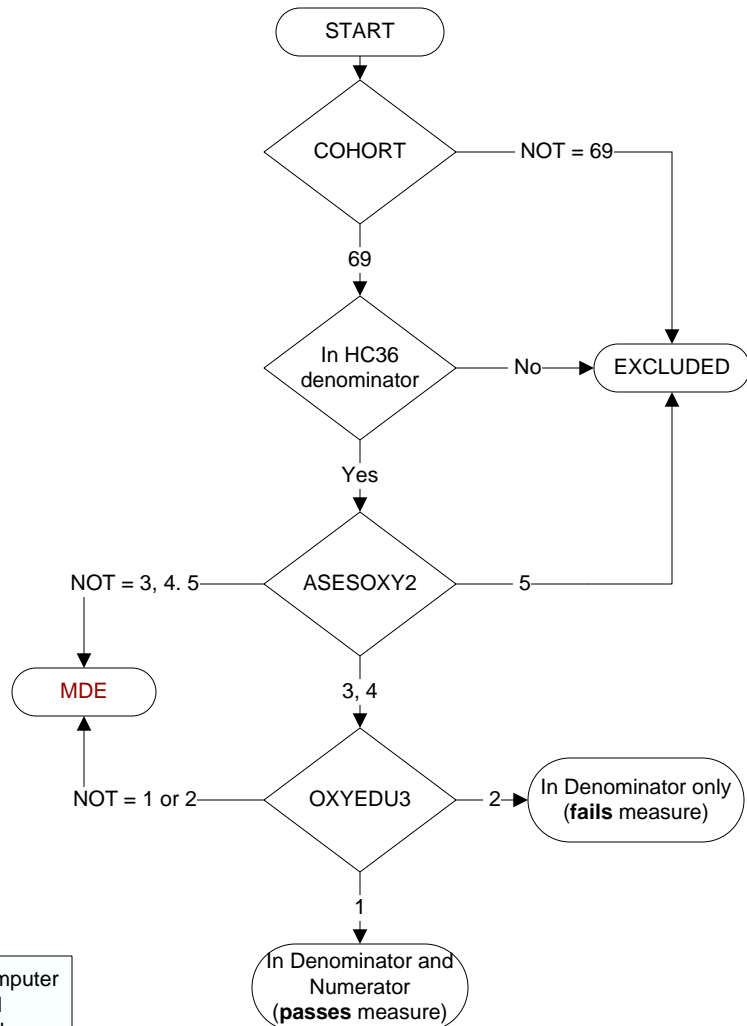 START
COHORT
NOT = 69
69
In HC36
denominator
No
EXCLUDED
Yes
NOT = 3, 4. 5
ASESOXY2
5
MDE
3, 4
NOT = 1 or 2
OXYEDU3
2
In Denominator only
(fails measure)
1
In Denominator and
Numerator
(passes measure)